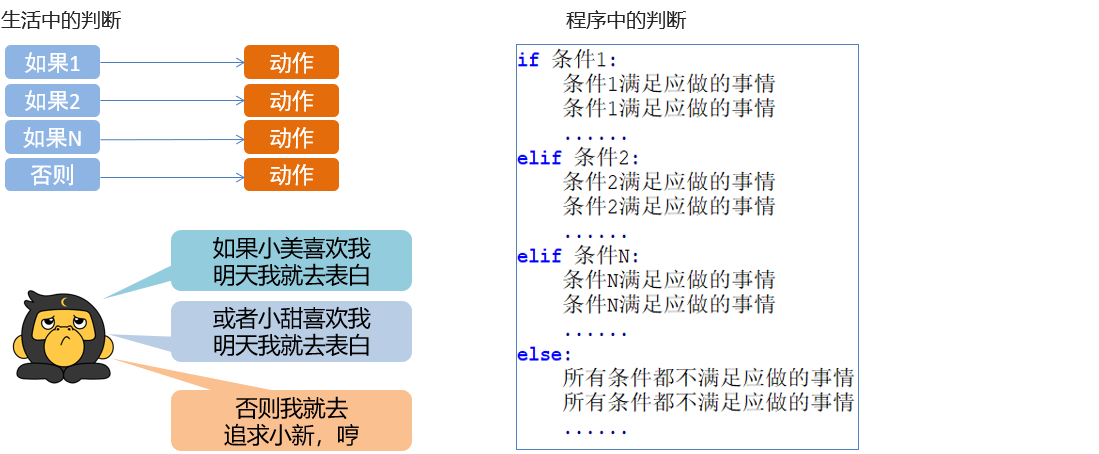 生活中的判断
如果1
动作
如果2
动作
如果N
动作
否则
动作
如果小美喜欢我
明天我就去表白
或者小甜喜欢我
明天我就去表白
否则我就去
追求小新，哼
程序中的判断
if 条件1:
条件1满足应做的事情
条件1满足应做的事情
......
elif 条件2:
条件2满足应做的事情
条件2满足应做的事情
......
elif 条件N:
条件N满足应做的事情
条件N满足应做的事情
......
else:
所有条件都不满足应做的事情
所有条件都不满足应做的事情
......